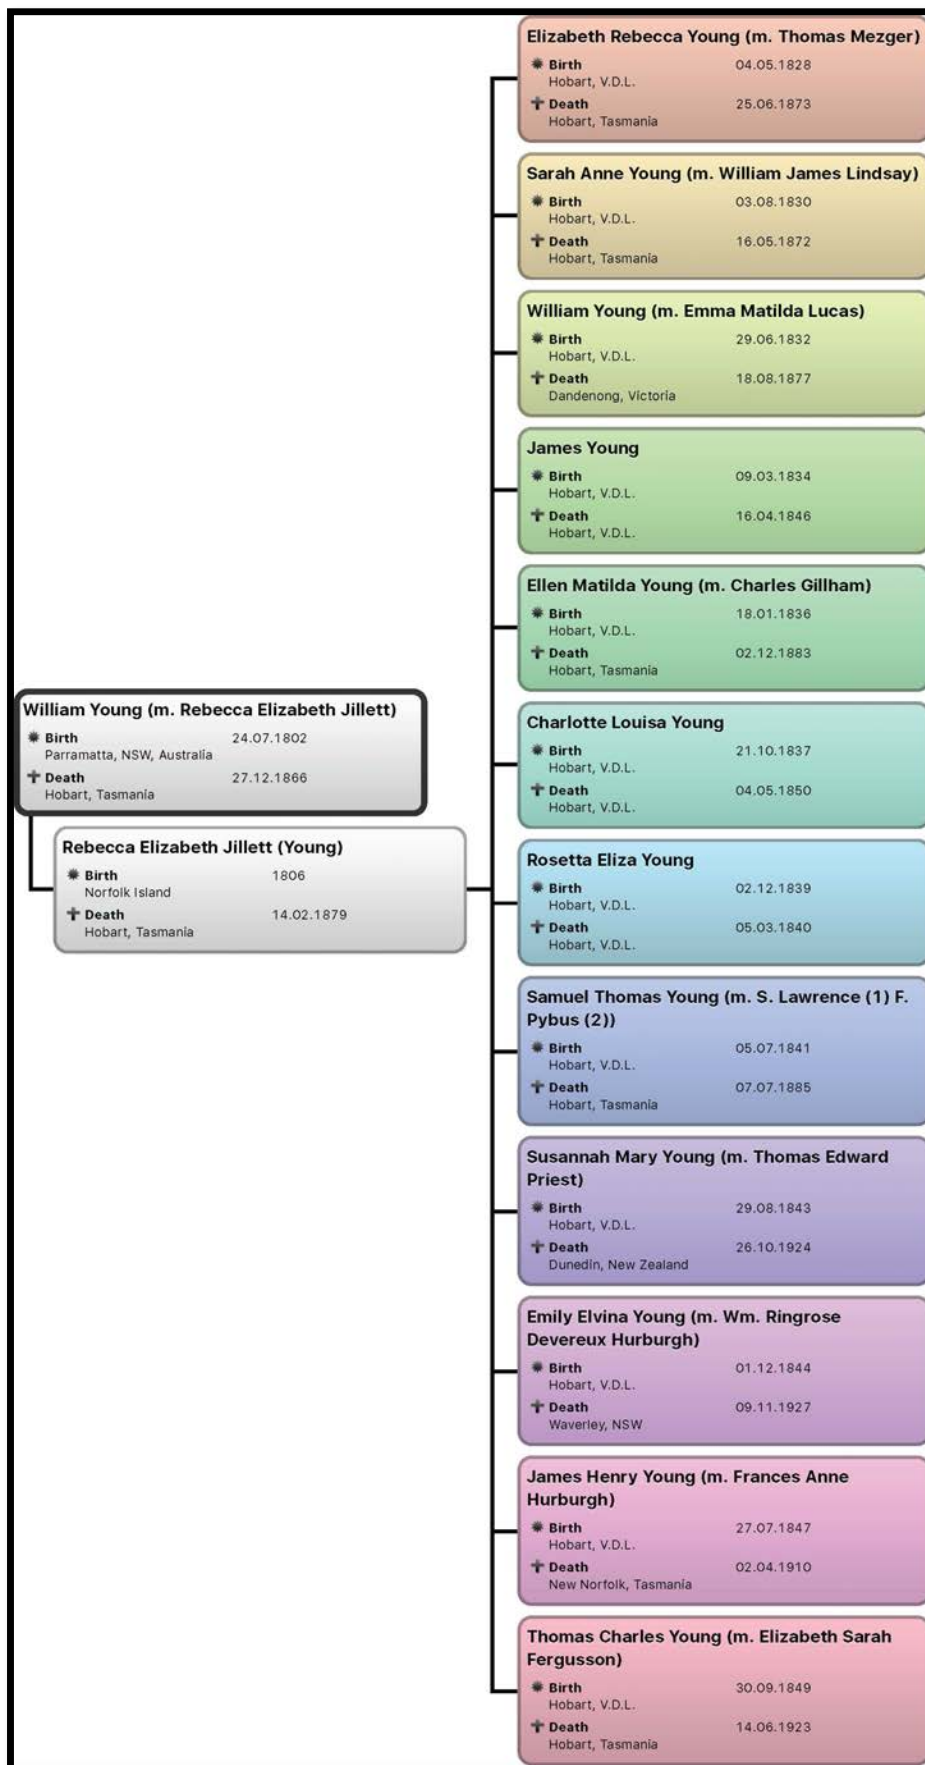 William Young (m. Rebecca Elizabeth Jillett)
Birth 24.07.1802
Parramatta, NSW, Australia
Death 27.12.1866
Hobart, Tasmania
Rebecca Elizabeth Jillett (Young)
Birth 1806
Norfolk Island
Death 14.02.1879
Hobart, Tasmania
Elizabeth Rebecca Young (m. Thomas Mezger)
Birth 04.05.1828
Hobart, V.D.L.
Death 25.06.1873
Hobart, Tasmania
Sarah Anne Young (m. William James Lindsay)
Birth 03.08.1830
Hobart, V.D.L.
Death 16.05.1872
Hobart, Tasmania
William Young (m. Emma Matilda Lucas)
Birth 29.06.1832
Hobart, V.D.L.
Death 18.08.1877
Dandenong, Victoria
James Young
Birth 09.03.1834
Hobart, V.D.L.
Death 16.04.1846
Hobart, V.D.L.
Ellen Matilda Young (m. Charles Gillham)
Birth 18.01.1836
Hobart, V.D.L.
Death 02.12.1883
Hobart, Tasmania
Charlotte Louisa Young
Birth 21.10.1837
Hobart, V.D.L.
Death 04.05.1850
Hobart, V.D.L.
Rosetta Eliza Young
Birth 02.12.1839
Hobart, V.D.L.
Death 05.03.1840
Hobart, V.D.L.
Samuel Thomas Young (m. S. Lawrence (1) F.
Pybus (2))
Birth 05.07.1841
Hobart, V.D.L.
Death 07.07.1885
Hobart, Tasmania
Susannah Mary Young (m. Thomas Edward
Priest)
Birth 29.08.1843
Hobart, V.D.L.
Death 26.10.1924
Dunedin, New Zealand
Emily Elvina Young (m. Wm. Ringrose
Devereux Hurburgh)
Birth 01.12.1844
Hobart, V.D.L.
Death 09.11.1927
Waverley, NSW
James Henry Young (m. Frances Anne
Hurburgh)
Birth 27.07.1847
Hobart, V.D.L.
Death 02.04.1910
New Norfolk, Tasmania
Thomas Charles Young (m. Elizabeth Sarah
Fergusson)
Birth 30.09.1849
Hobart, V.D.L.
Death 14.06.1923
Hobart, Tasmania